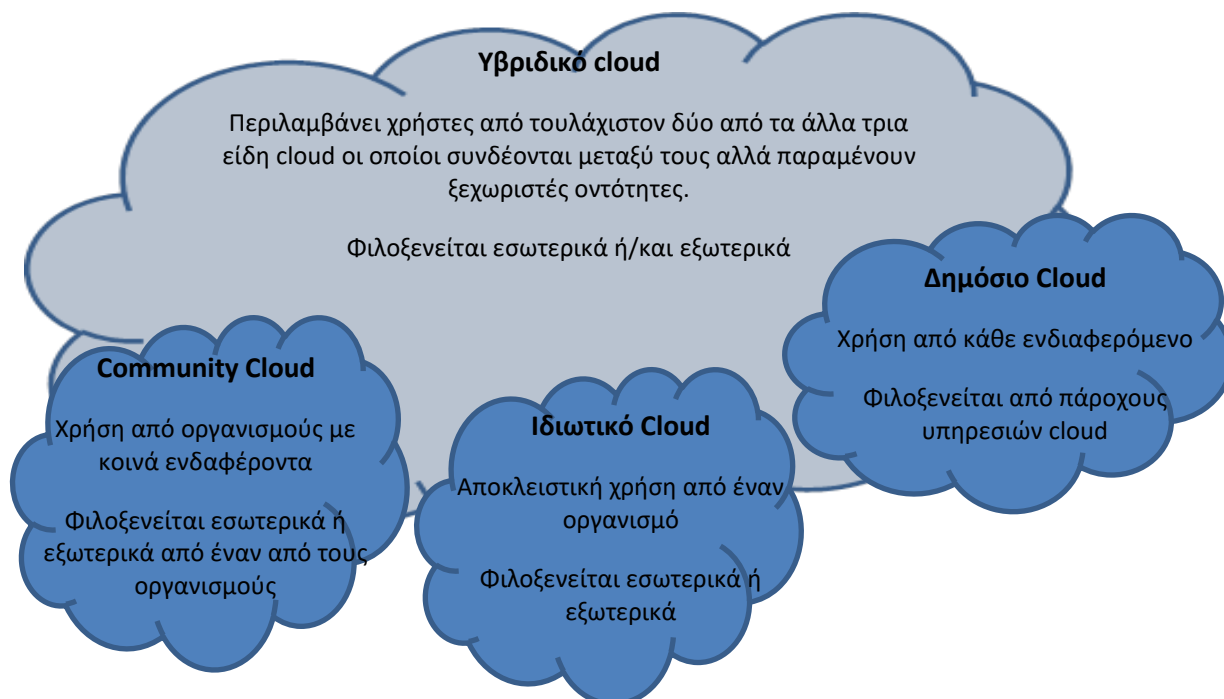 Υβριδικό cloud
Περιλαμβάνει χρήστες από τουλάχιστον δύο από τα άλλα τρια
είδη cloud οι οποίοι συνδέονται μεταξύ τους αλλά παραμένουν
ξεχωριστές οντότητες.
Φιλοξενείται εσωτερικά ή/και εξωτερικά
Community Cloud
Χρήση από οργανισμούς με
κοινά ενδαφέροντα
Φιλοξενείται εσωτερικά ή
εξωτερικά από έναν από τους
οργανισμούς
Ιδιωτικό Cloud
Αποκλειστική χρήση από έναν
οργανισμό
Φιλοξενείται εσωτερικά ή
εξωτερικά
Δημόσιο Cloud
Χρήση από κάθε ενδιαφερόμενο
Φιλοξενείται από πάροχους
υπηρεσιών cloud